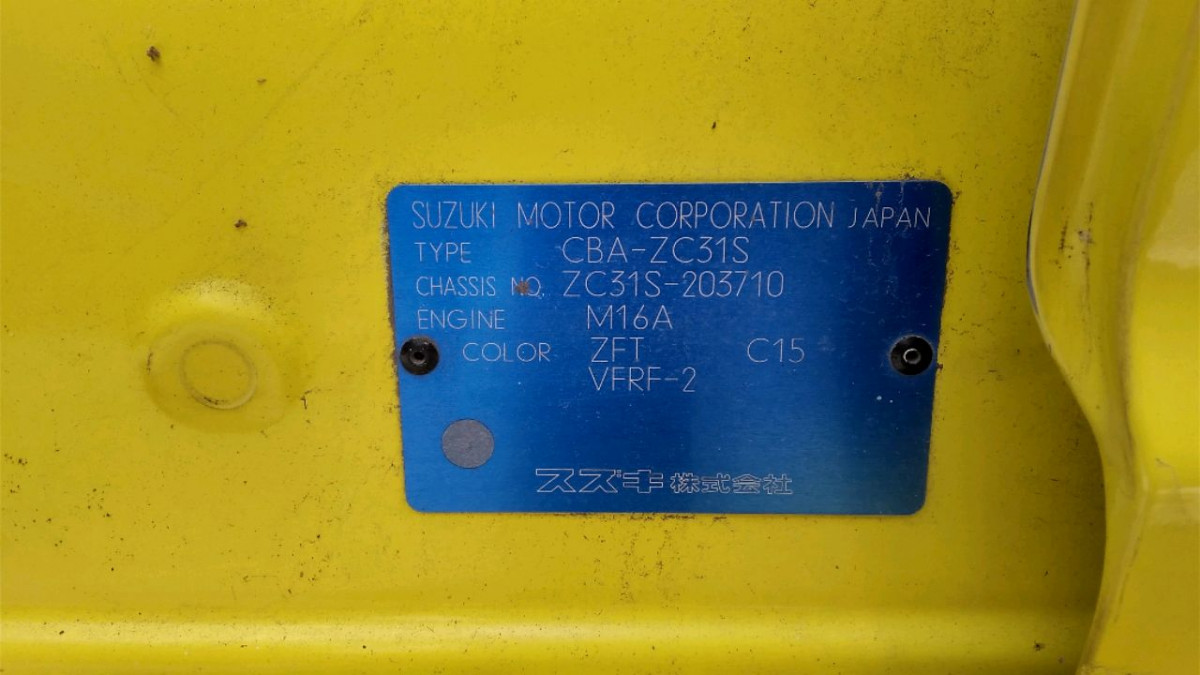 SUZUKI MOTOR CORPORATION JAPAN
TYPE CBA-ZC31S
CHASSIS NO. ZC31S-203710
ENGINE M16A
COLOR ZFT C15
VFRF-2
スズキ株式会社